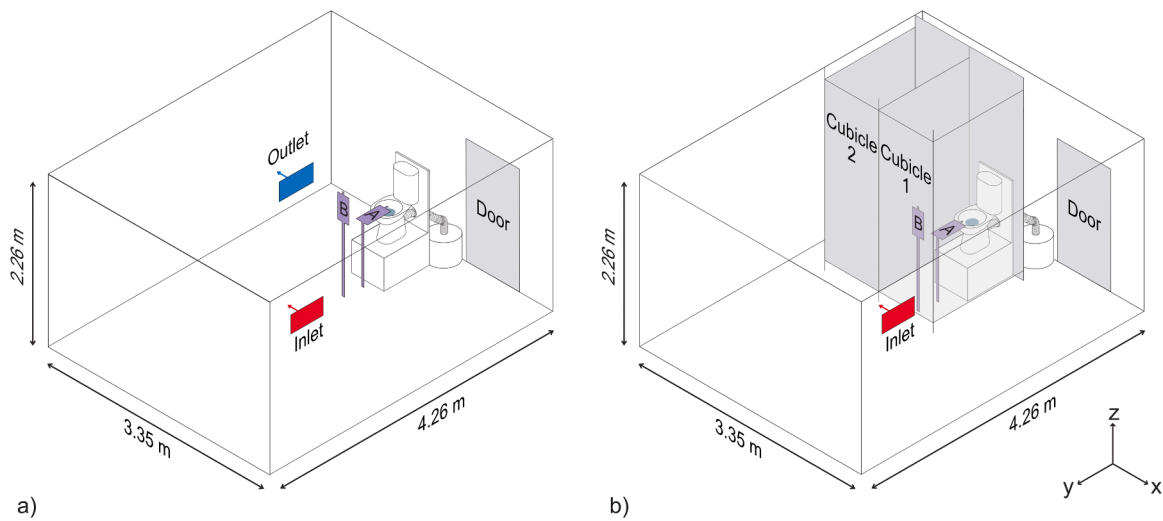 Outlet
B
A
Door
Inlet
2.26 m
3.35 m
4.26 m
a)
Cubicle
2
Cubicle
1
B
A
Door
Inlet
2.26 m
3.35 m
4.26 m
z
y
x
b)